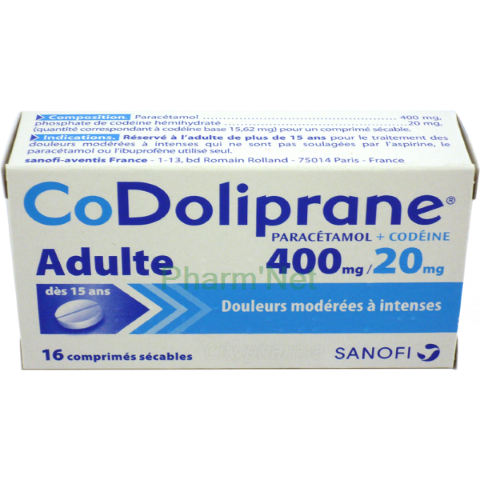 Composition. Paracétamol 400 mg,
phosphate de codéine hémihydraté 20 mg,
(quantité correspondant à codéine base 15,62 mg) pour un comprimé sécable.
Indications. Réservé à l'adulte de plus de 15 ans pour le traitement des
douleurs modérées à intenses qui ne sont pas soulagées par l'aspirine, le
paracétamol ou l'ibuprofène utilisé seul.
sanofi-aventis France - 1-13, bd Romain Rolland - 75014 Paris - France
CoDoliprane®
PARACÉTAMOL + CODÉINE
Adulte 400 mg/20 mg
Pharm'Net
dès 15 ans
Douleurs modérées à intenses
16 comprimés sécables
SANOFI